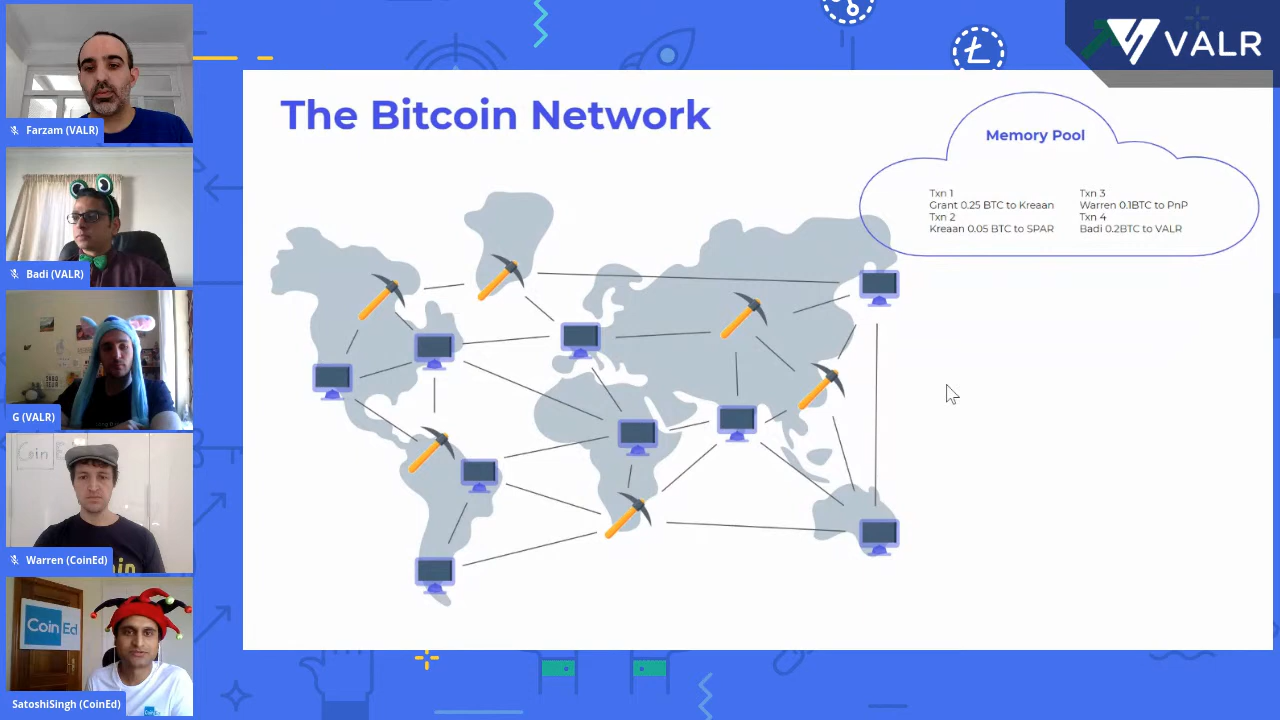 VALR
The Bitcoin Network
Memory Pool
Txn 1
Grant 0.25 BTC to Kreaan
Txn 2
Kreaan 0.05 BTC to SPAR
Txn 3
Warren 0.1BTC to PnP
Txn 4
Badi 0.2BTC to VALR
Farzam (VALR)
Badi (VALR)
G (VALR)
Coin
Warren (CoinEd)
CoinEd
SatoshiSingh (CoinEd)